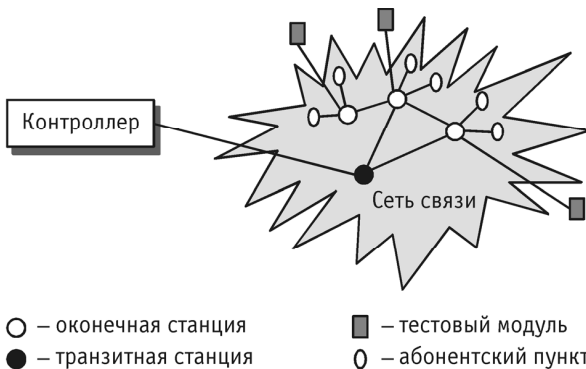 Контроллер
Сеть связи
– оконечная станция
– тестовый модуль
– транзитная станция
– абонентский пункт